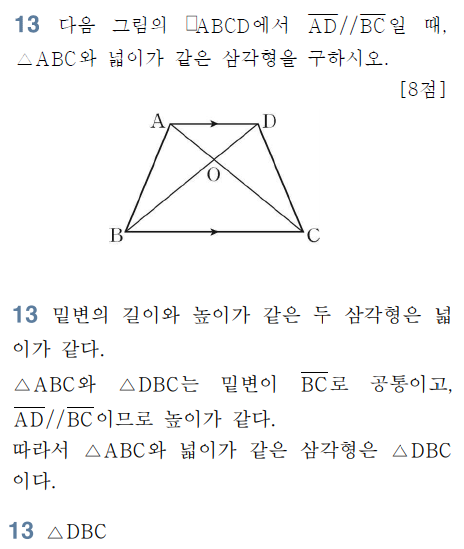 13 다음 그림의 □ABCD에서 AD//BC일 때,
△ABC와 넓이가 같은 삼각형을 구하시오.
[8점]
A D
O
B C
13 밑변의 길이와 높이가 같은 두 삼각형은 넓
이가 같다.
△ABC와 △DBC는 밑변이 BC로 공통이고,
AD//BC이므로 높이가 같다.
따라서 △ABC와 넓이가 같은 삼각형은 △DBC
이다.
13 △DBC